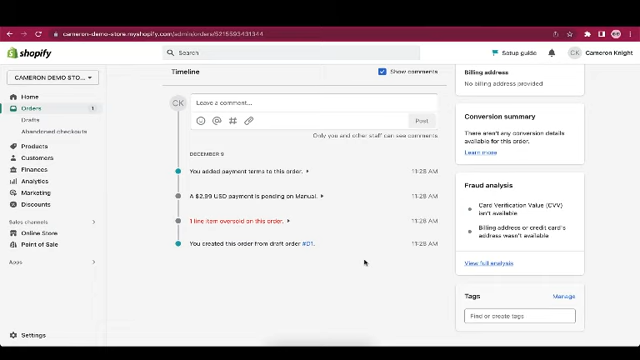 cameron-demo-store.myshopify.com/admin/orders/5215593431344
shopify
Search
Setup guide
CK
Cameron Knight
CAMERON DEMO STO...
Home
Orders
1
Drafts
Abandoned checkouts
Products
Customers
Finances
Analytics
Marketing
Discounts
Sales channels
Online Store
Point of Sale
Apps
Settings
Timeline
Show comments
CK
Leave a comment...
Post
Only you and other staff can see comments
DECEMBER 9
You added payment terms to this order.
11:28 AM
A $2.99 USD payment is pending on Manual.
11:28 AM
1 line item oversold on this order.
11:28 AM
You created this order from draft order #D1.
11:28 AM
Billing address
No billing address provided
Conversion summary
There aren't any conversion details
available for this order.
Learn more
Fraud analysis
Card Verification Value (CVV)
isn't available
Billing address or credit card's
address wasn't available
View full analysis
Tags
Manage
Find or create tags